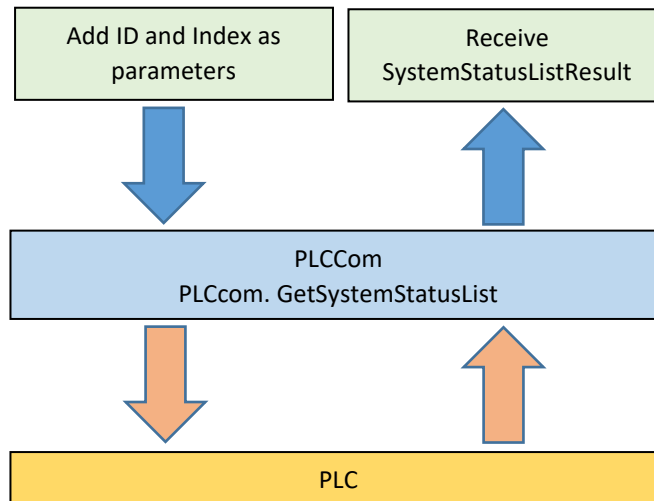 Add ID and Index as
parameters
Receive
SystemStatusListResult
PLCCom
PLCcom. GetSystemStatusList
PLC